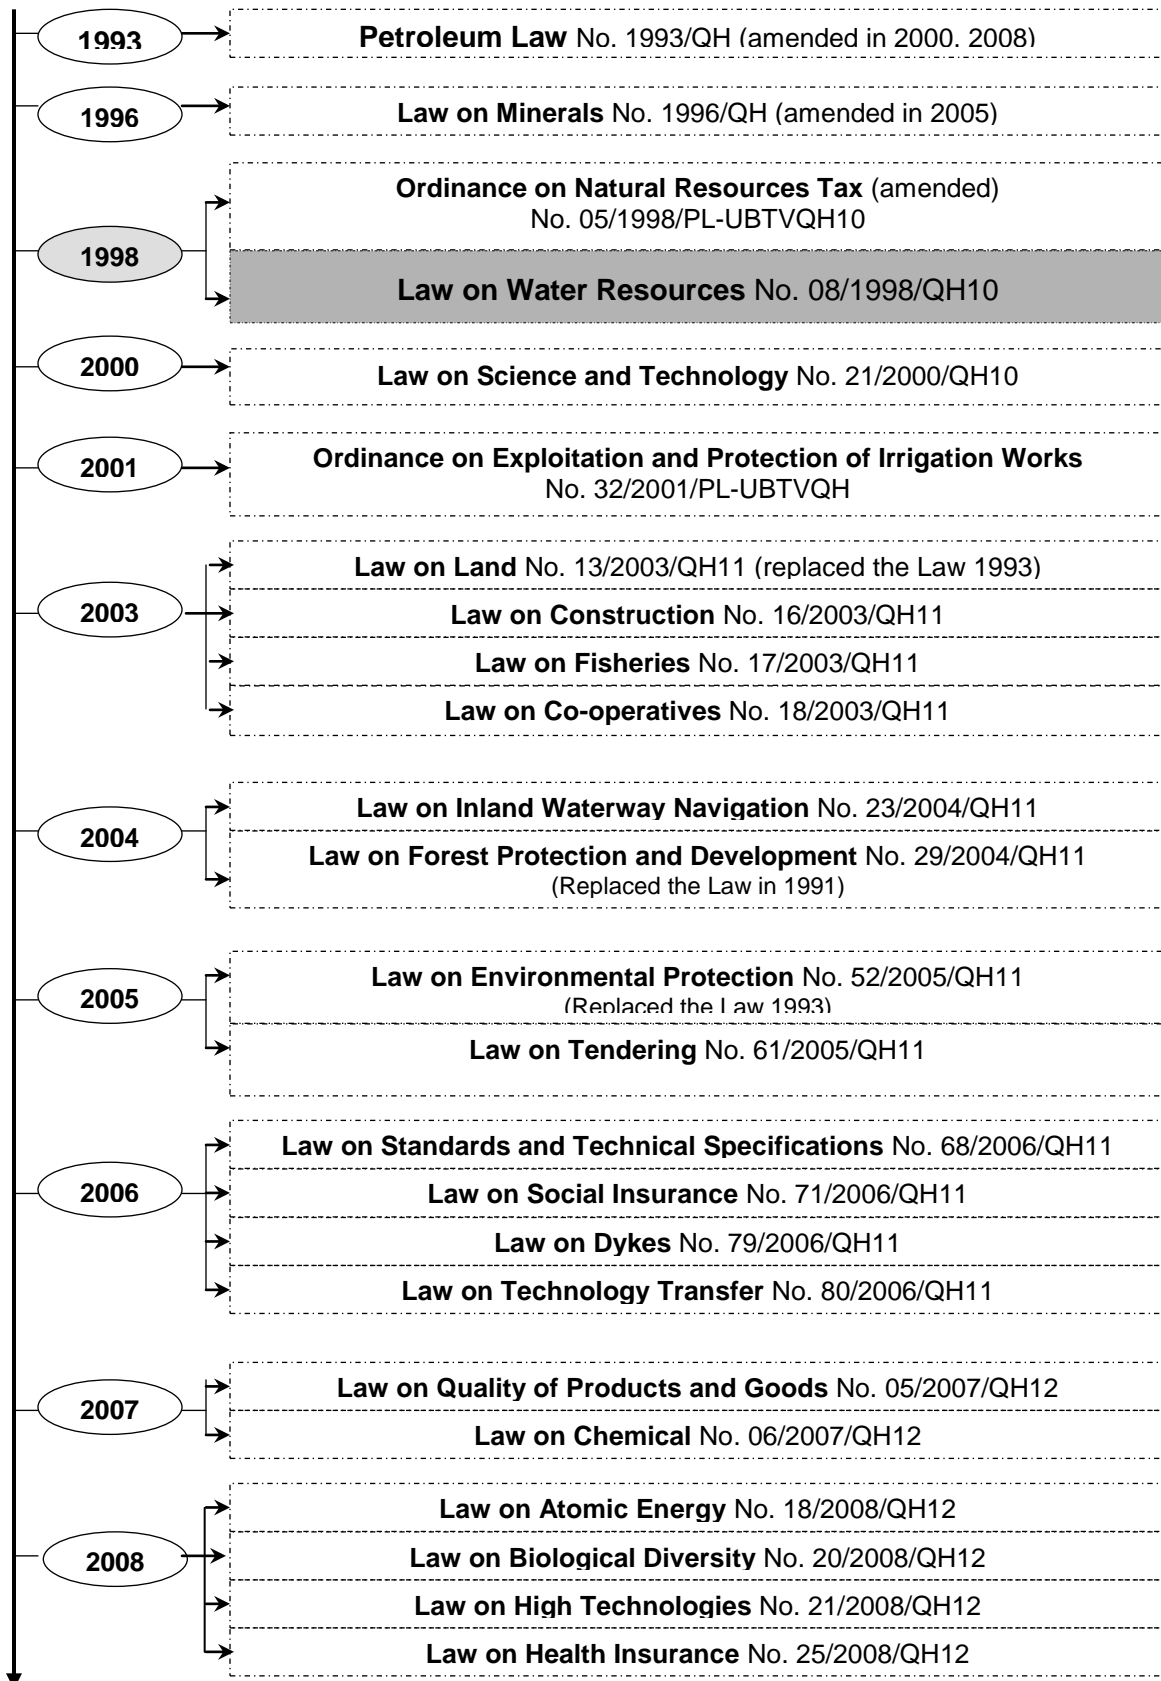 1993
Petroleum Law No. 1993/QH (amended in 2000, 2008)
1996
Law on Minerals No. 1996/QH (amended in 2005)
1998
Ordinance on Natural Resources Tax (amended)
No. 05/1998/PL-UBTVQH10
Law on Water Resources No. 08/1998/QH10
2000
Law on Science and Technology No. 21/2000/QH10
2001
Ordinance on Exploitation and Protection of Irrigation Works
No. 32/2001/PL-UBTVQH
2003
Law on Land No. 13/2003/QH11 (replaced the Law 1993)
Law on Construction No. 16/2003/QH11
Law on Fisheries No. 17/2003/QH11
Law on Co-operatives No. 18/2003/QH11
2004
Law on Inland Waterway Navigation No. 23/2004/QH11
Law on Forest Protection and Development No. 29/2004/QH11
(Replaced the Law in 1991)
2005
Law on Environmental Protection No. 52/2005/QH11
(Replaced the Law 1993)
Law on Tendering No. 61/2005/QH11
2006
Law on Standards and Technical Specifications No. 68/2006/QH11
Law on Social Insurance No. 71/2006/QH11
Law on Dykes No. 79/2006/QH11
Law on Technology Transfer No. 80/2006/QH11
2007
Law on Quality of Products and Goods No. 05/2007/QH12
Law on Chemical No. 06/2007/QH12
2008
Law on Atomic Energy No. 18/2008/QH12
Law on Biological Diversity No. 20/2008/QH12
Law on High Technologies No. 21/2008/QH12
Law on Health Insurance No. 25/2008/QH12